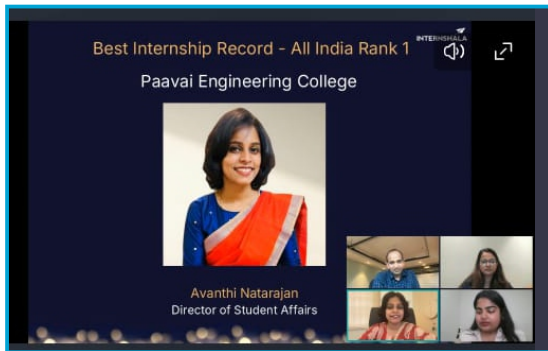 INTERNSHALA
Best Internship Record - All India Rank 1
Paavai Engineering College
Avanthi Natarajan
Director of Student Affairs